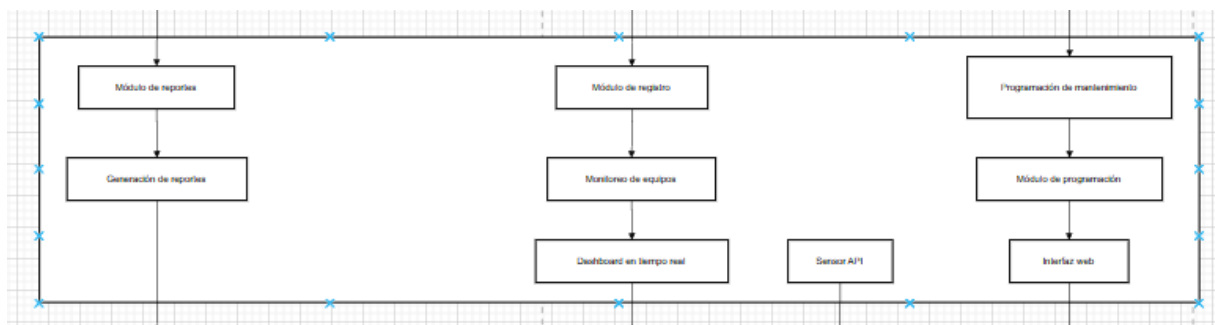 Módulo de reportes
Módulo de registro
Programación de mantenimiento
Generación de reportes
Monitoreo de equipos
Módulo de programación
Dashboard en tiempo real
Sensor API
Interfaz web